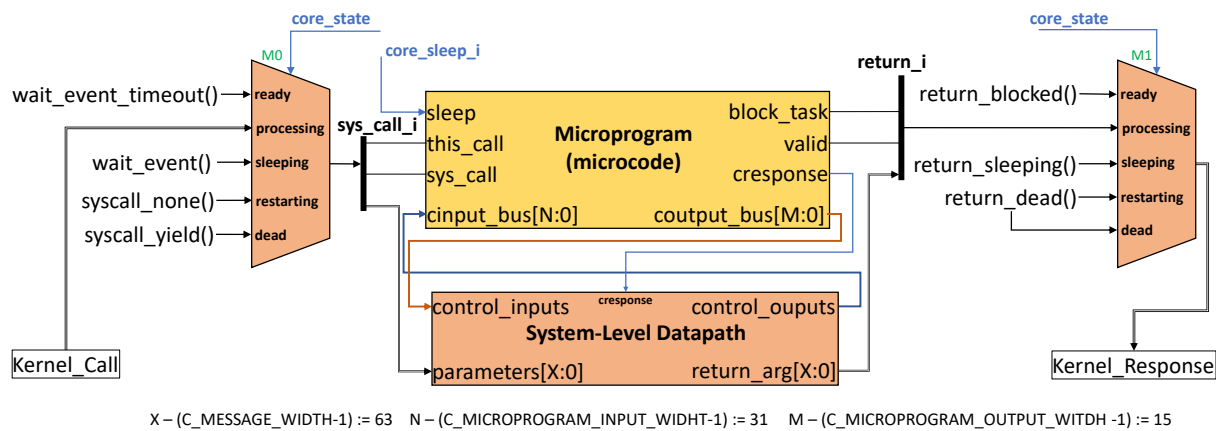 core_state
core_sleep_i
M0
wait_event_timeout()
wait_event()
syscall_none()
syscall_yield()
ready
processing
sleeping
restarting
dead
sys_call_i
Kernel_Call
Microprogram
(microcode)
sleep
this_call
sys_call
cinput_bus[N:0]
block_task
valid
cresponse
coutput_bus[M:0]
control_inputs
cresponse
control_ouputs
System-Level Datapath
parameters[X:0]
return_arg[X:0]
return_i
core_state
M1
return_blocked()
return_sleeping()
return_dead()
ready
processing
sleeping
restarting
dead
Kernel_Response
X – (C_MESSAGE_WIDTH-1) := 63 N – (C_MICROPROGRAM_INPUT_WIDHT-1) := 31 M – (C_MICROPROGRAM_OUTPUT_WITDH -1) := 15